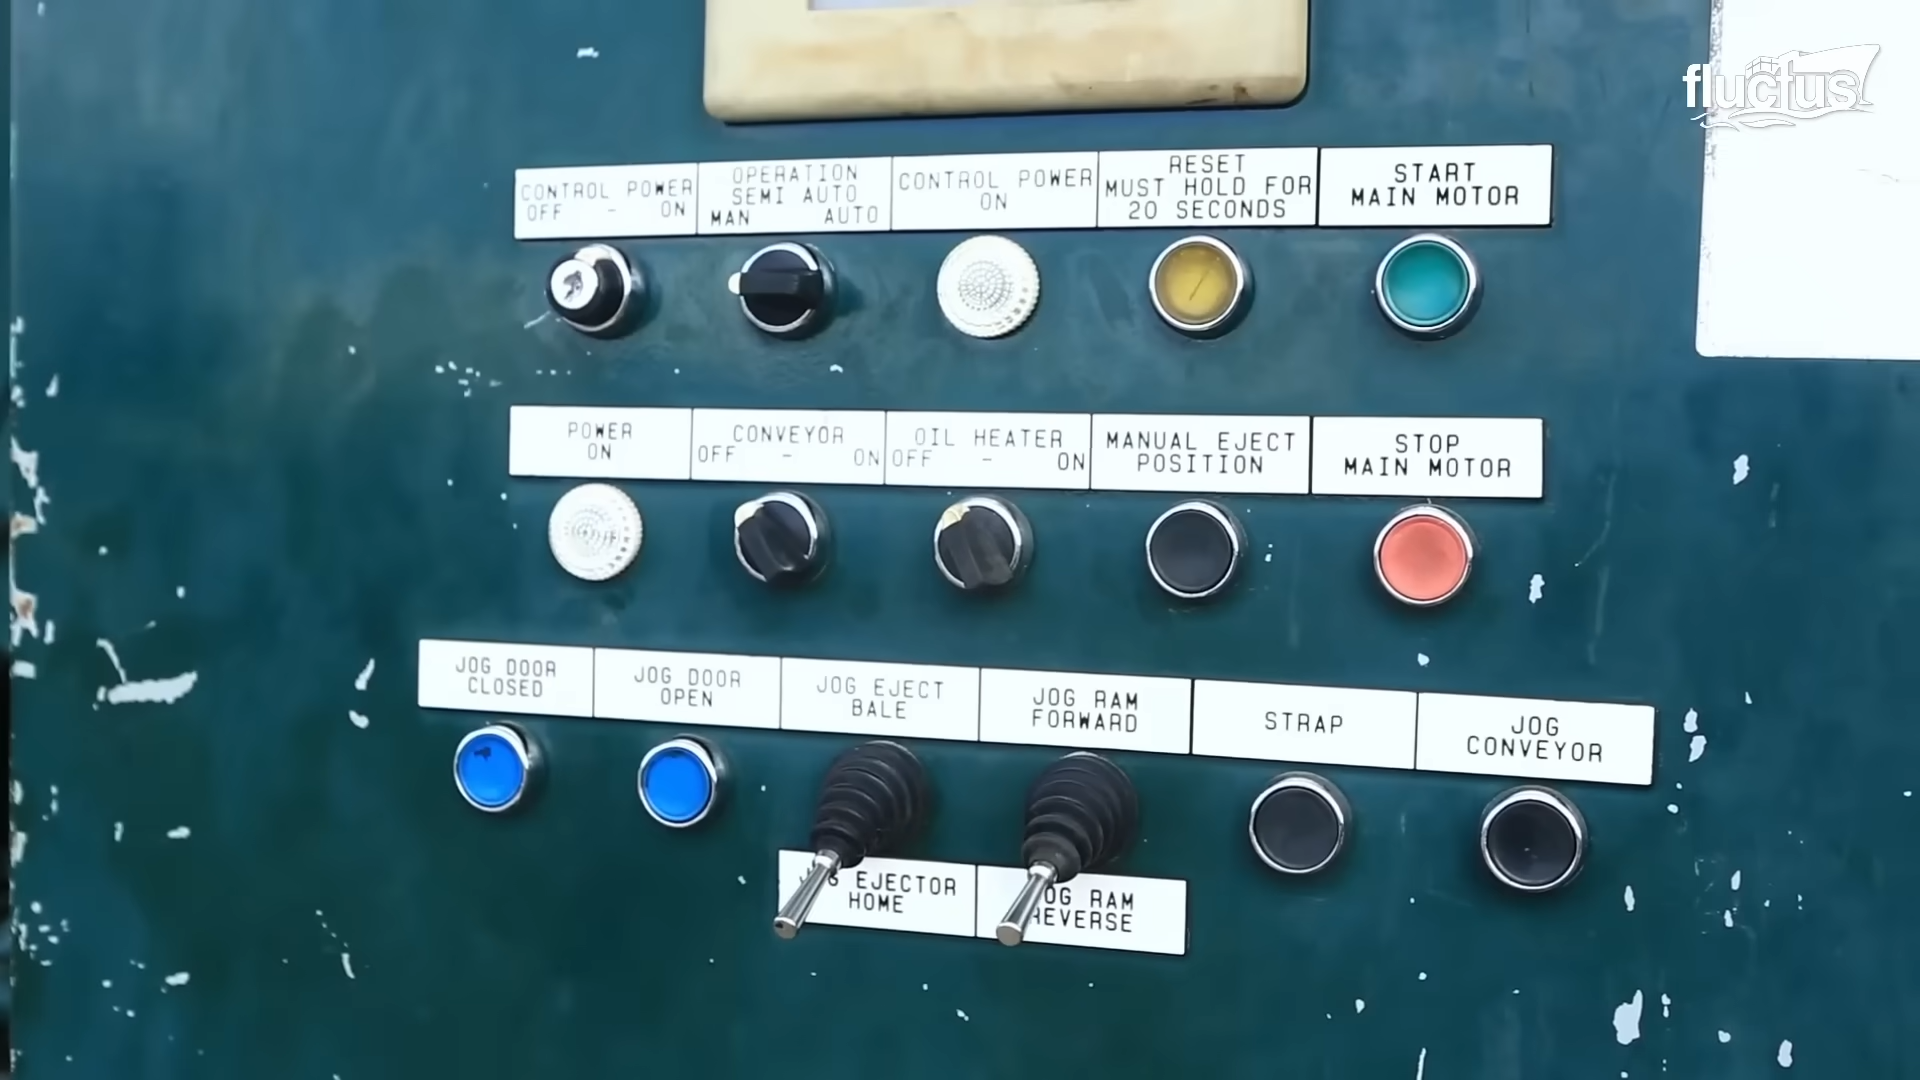 fluctus
CONTROL POWER
OFF - ON
OPERATION
SEMI AUTO
MAN AUTO
CONTROL POWER
ON
RESET
MUST HOLD FOR
20 SECONDS
START
MAIN MOTOR
POWER
ON
CONVEYOR
OFF - ON
OIL HEATER
OFF - ON
MANUAL EJECT
POSITION
STOP
MAIN MOTOR
JOG DOOR
CLOSED
JOG DOOR
OPEN
JOG EJECT
BALE
JOG RAM
FORWARD
STRAP
JOG
CONVEYOR
JOG EJECTOR
HOME
JOG RAM
REVERSE